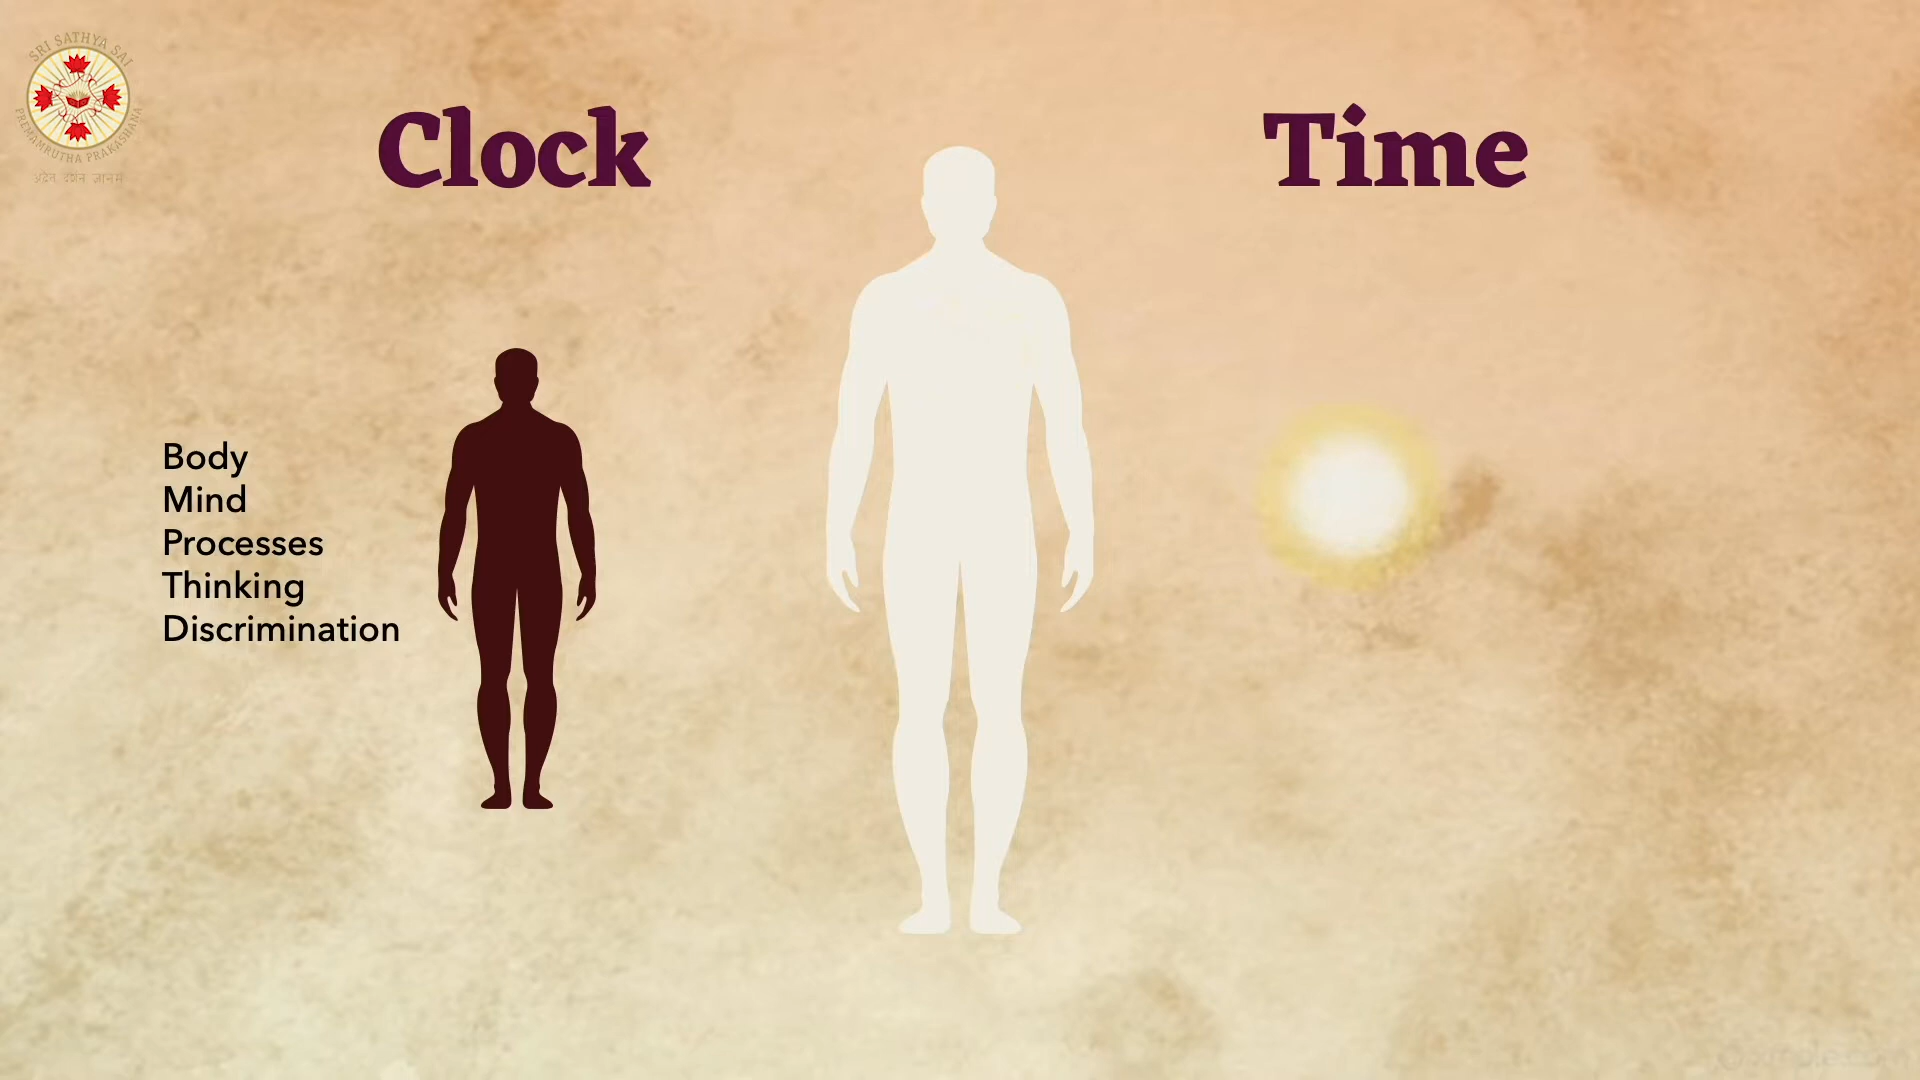 SRI SATHYA SAI
PREMAMRUTHA PRAKASHANA
Clock
Time
Body
Mind
Processes
Thinking
Discrimination